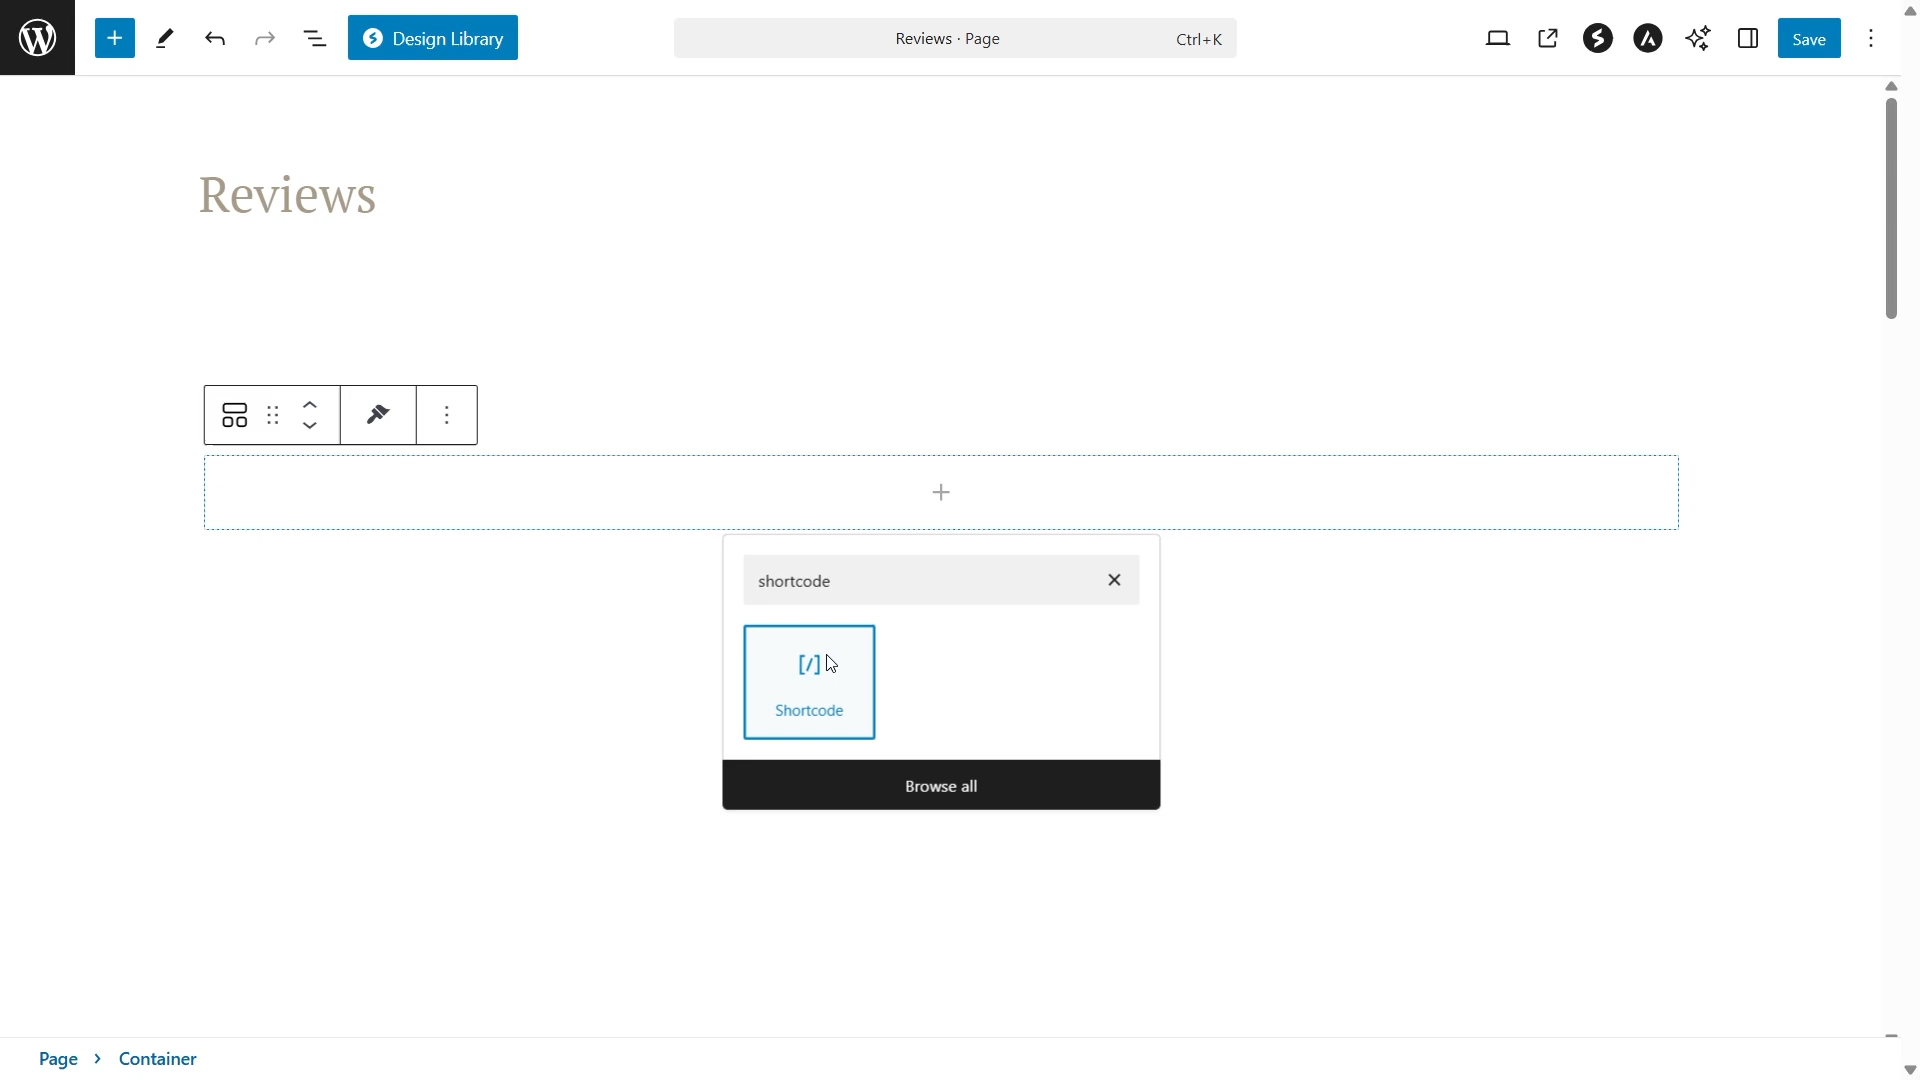 Design Library
Reviews · Page
Ctrl+K
Save
Reviews
shortcode
[/]
Shortcode
Browse all
Page > Container